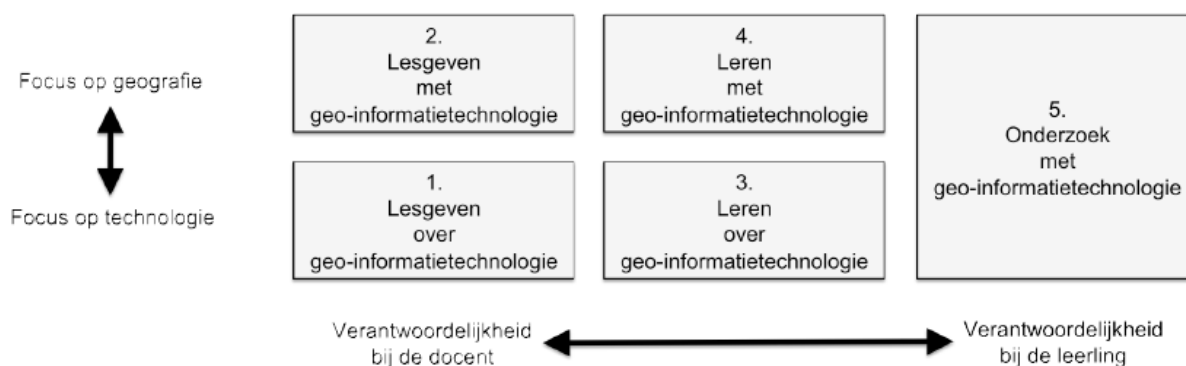 2.
Lesgeven
met
geo-informatietechnologie
4.
Leren
met
geo-informatietechnologie
5.
Onderzoek
met
geo-informatietechnologie
Focus op geografie
Focus op technologie
1.
Lesgeven
over
geo-informatietechnologie
3.
Leren
over
geo-informatietechnologie
Verantwoordelijkheid
bij de docent
Verantwoordelijkheid
bij de leerling